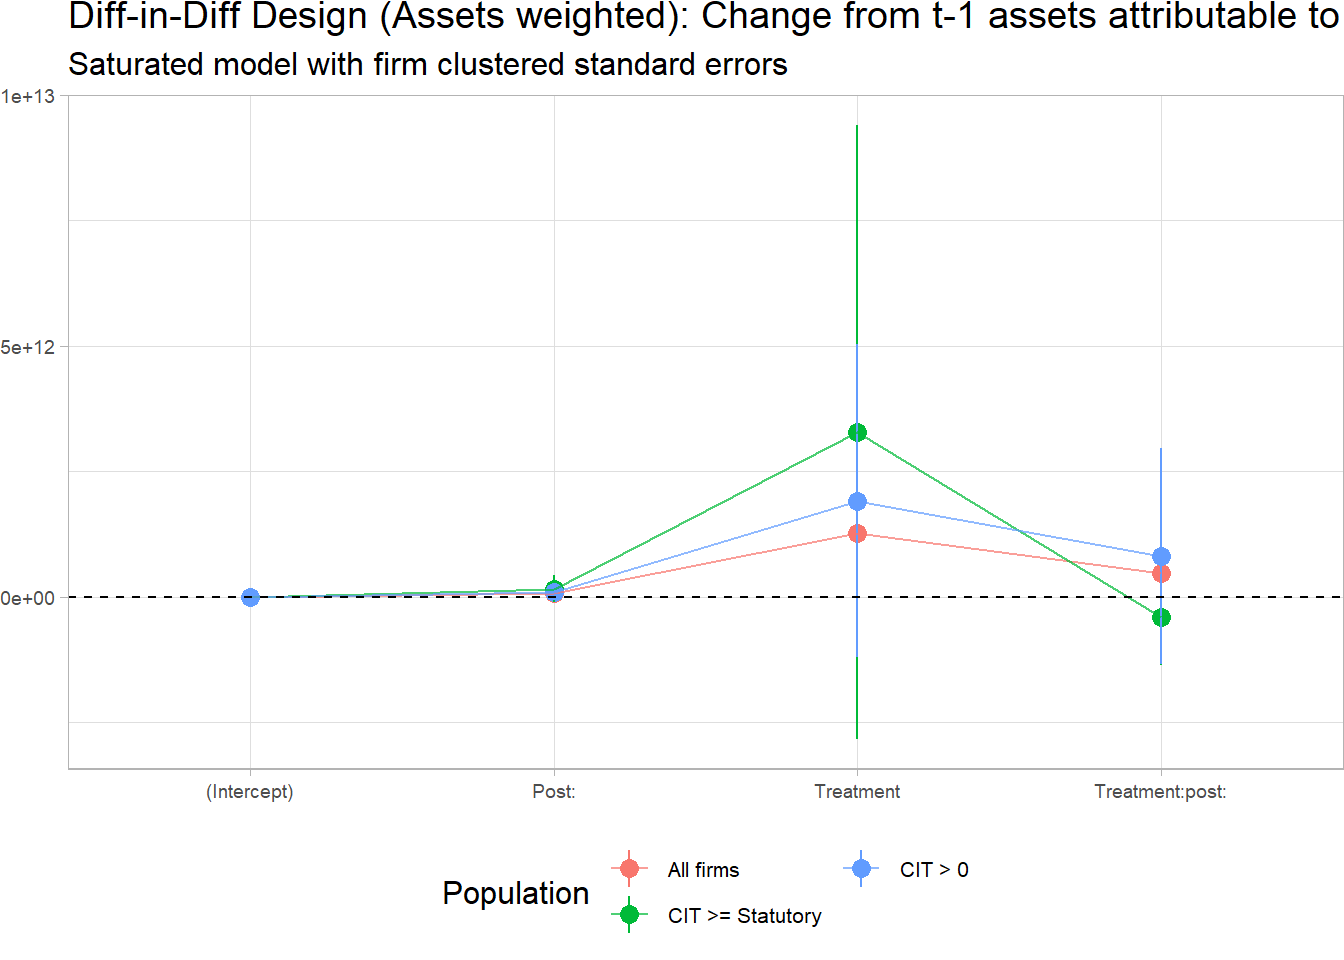 Diff-in-Diff Design (Assets weighted): Change from t-1 assets attributable to
Saturated model with firm clustered standard errors
1e+13
5e+12
0e+00
(Intercept)
Post:
Treatment
Treatment:post:
Population
All firms
CIT > 0
CIT >= Statutory